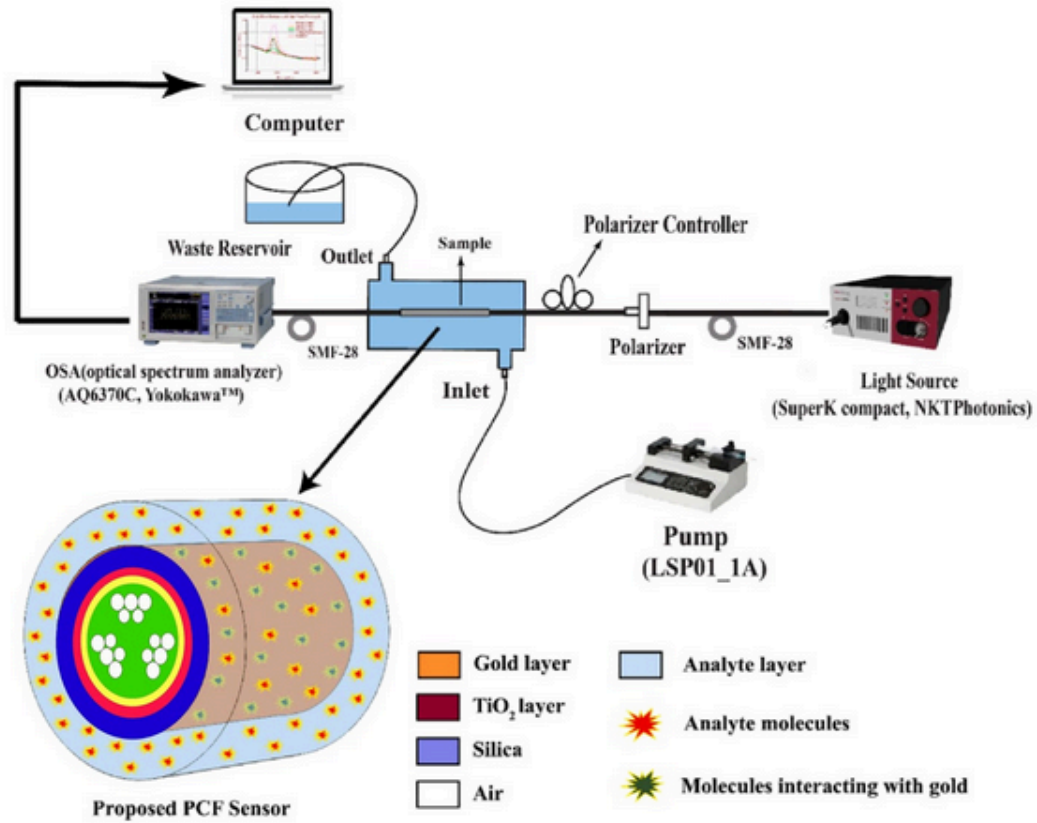 Computer
Waste Reservoir
Outlet
Sample
Polarizer Controller
SMF-28
Polarizer
SMF-28
OSA(optical spectrum analyzer)
(AQ6370C, Yokokawa™)
Inlet
Light Source
(SuperK compact, NKTPhotonics)
Pump
(LSP01_1A)
Gold layer
TiO2 layer
Silica
Air
Analyte layer
Analyte molecules
Molecules interacting with gold
Proposed PCF Sensor